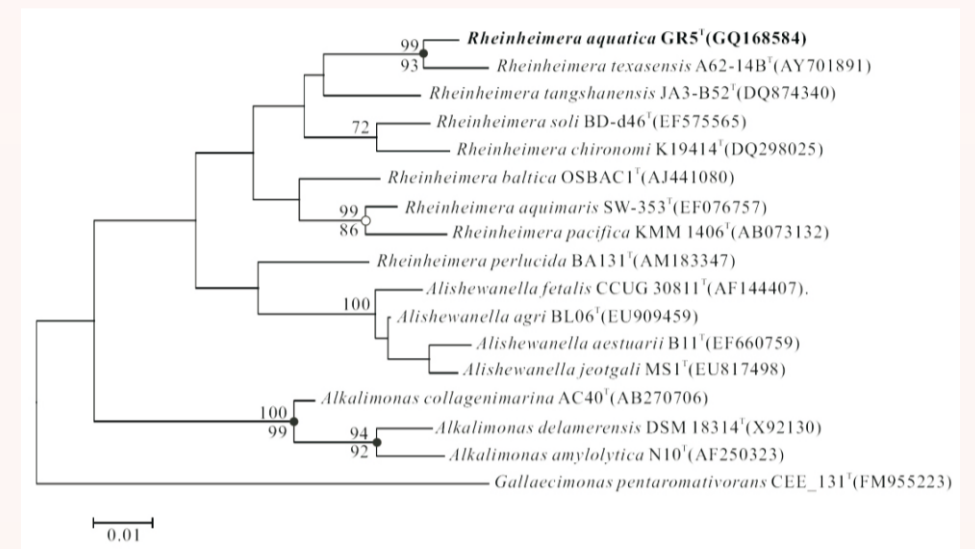 99
Rheinheimera aquatica GR5ᵀ(GQ168584)
93
Rheinheimera texasensis A62-14Bᵀ(AY701891)
Rheinheimera tangshanensis JA3-B52ᵀ(DQ874340)
72
Rheinheimera soli BD-d46ᵀ(EF575565)
Rheinheimera chironomi K19414ᵀ(DQ298025)
Rheinheimera baltica OSBAC1ᵀ(AJ441080)
99
Rheinheimera aquimaris SW-353ᵀ(EF076757)
86
Rheinheimera pacifica KMM 1406ᵀ(AB073132)
Rheinheimera perlucida BA131ᵀ(AM183347)
Alishewanella fetalis CCUG 30811ᵀ(AF144407).
100
Alishewanella agri BL06ᵀ(EU909459)
Alishewanella aestuarii B11ᵀ(EF660759)
Alishewanella jeotgali MS1ᵀ(EU817498)
Alkalimonas collagenimarina AC40ᵀ(AB270706)
100
99
94
Alkalimonas delamerensis DSM 18314ᵀ(X92130)
92
Alkalimonas amylolytica N10ᵀ(AF250323)
Gallaecimonas pentaromativorans CEE_131ᵀ(FM955223)
0.01